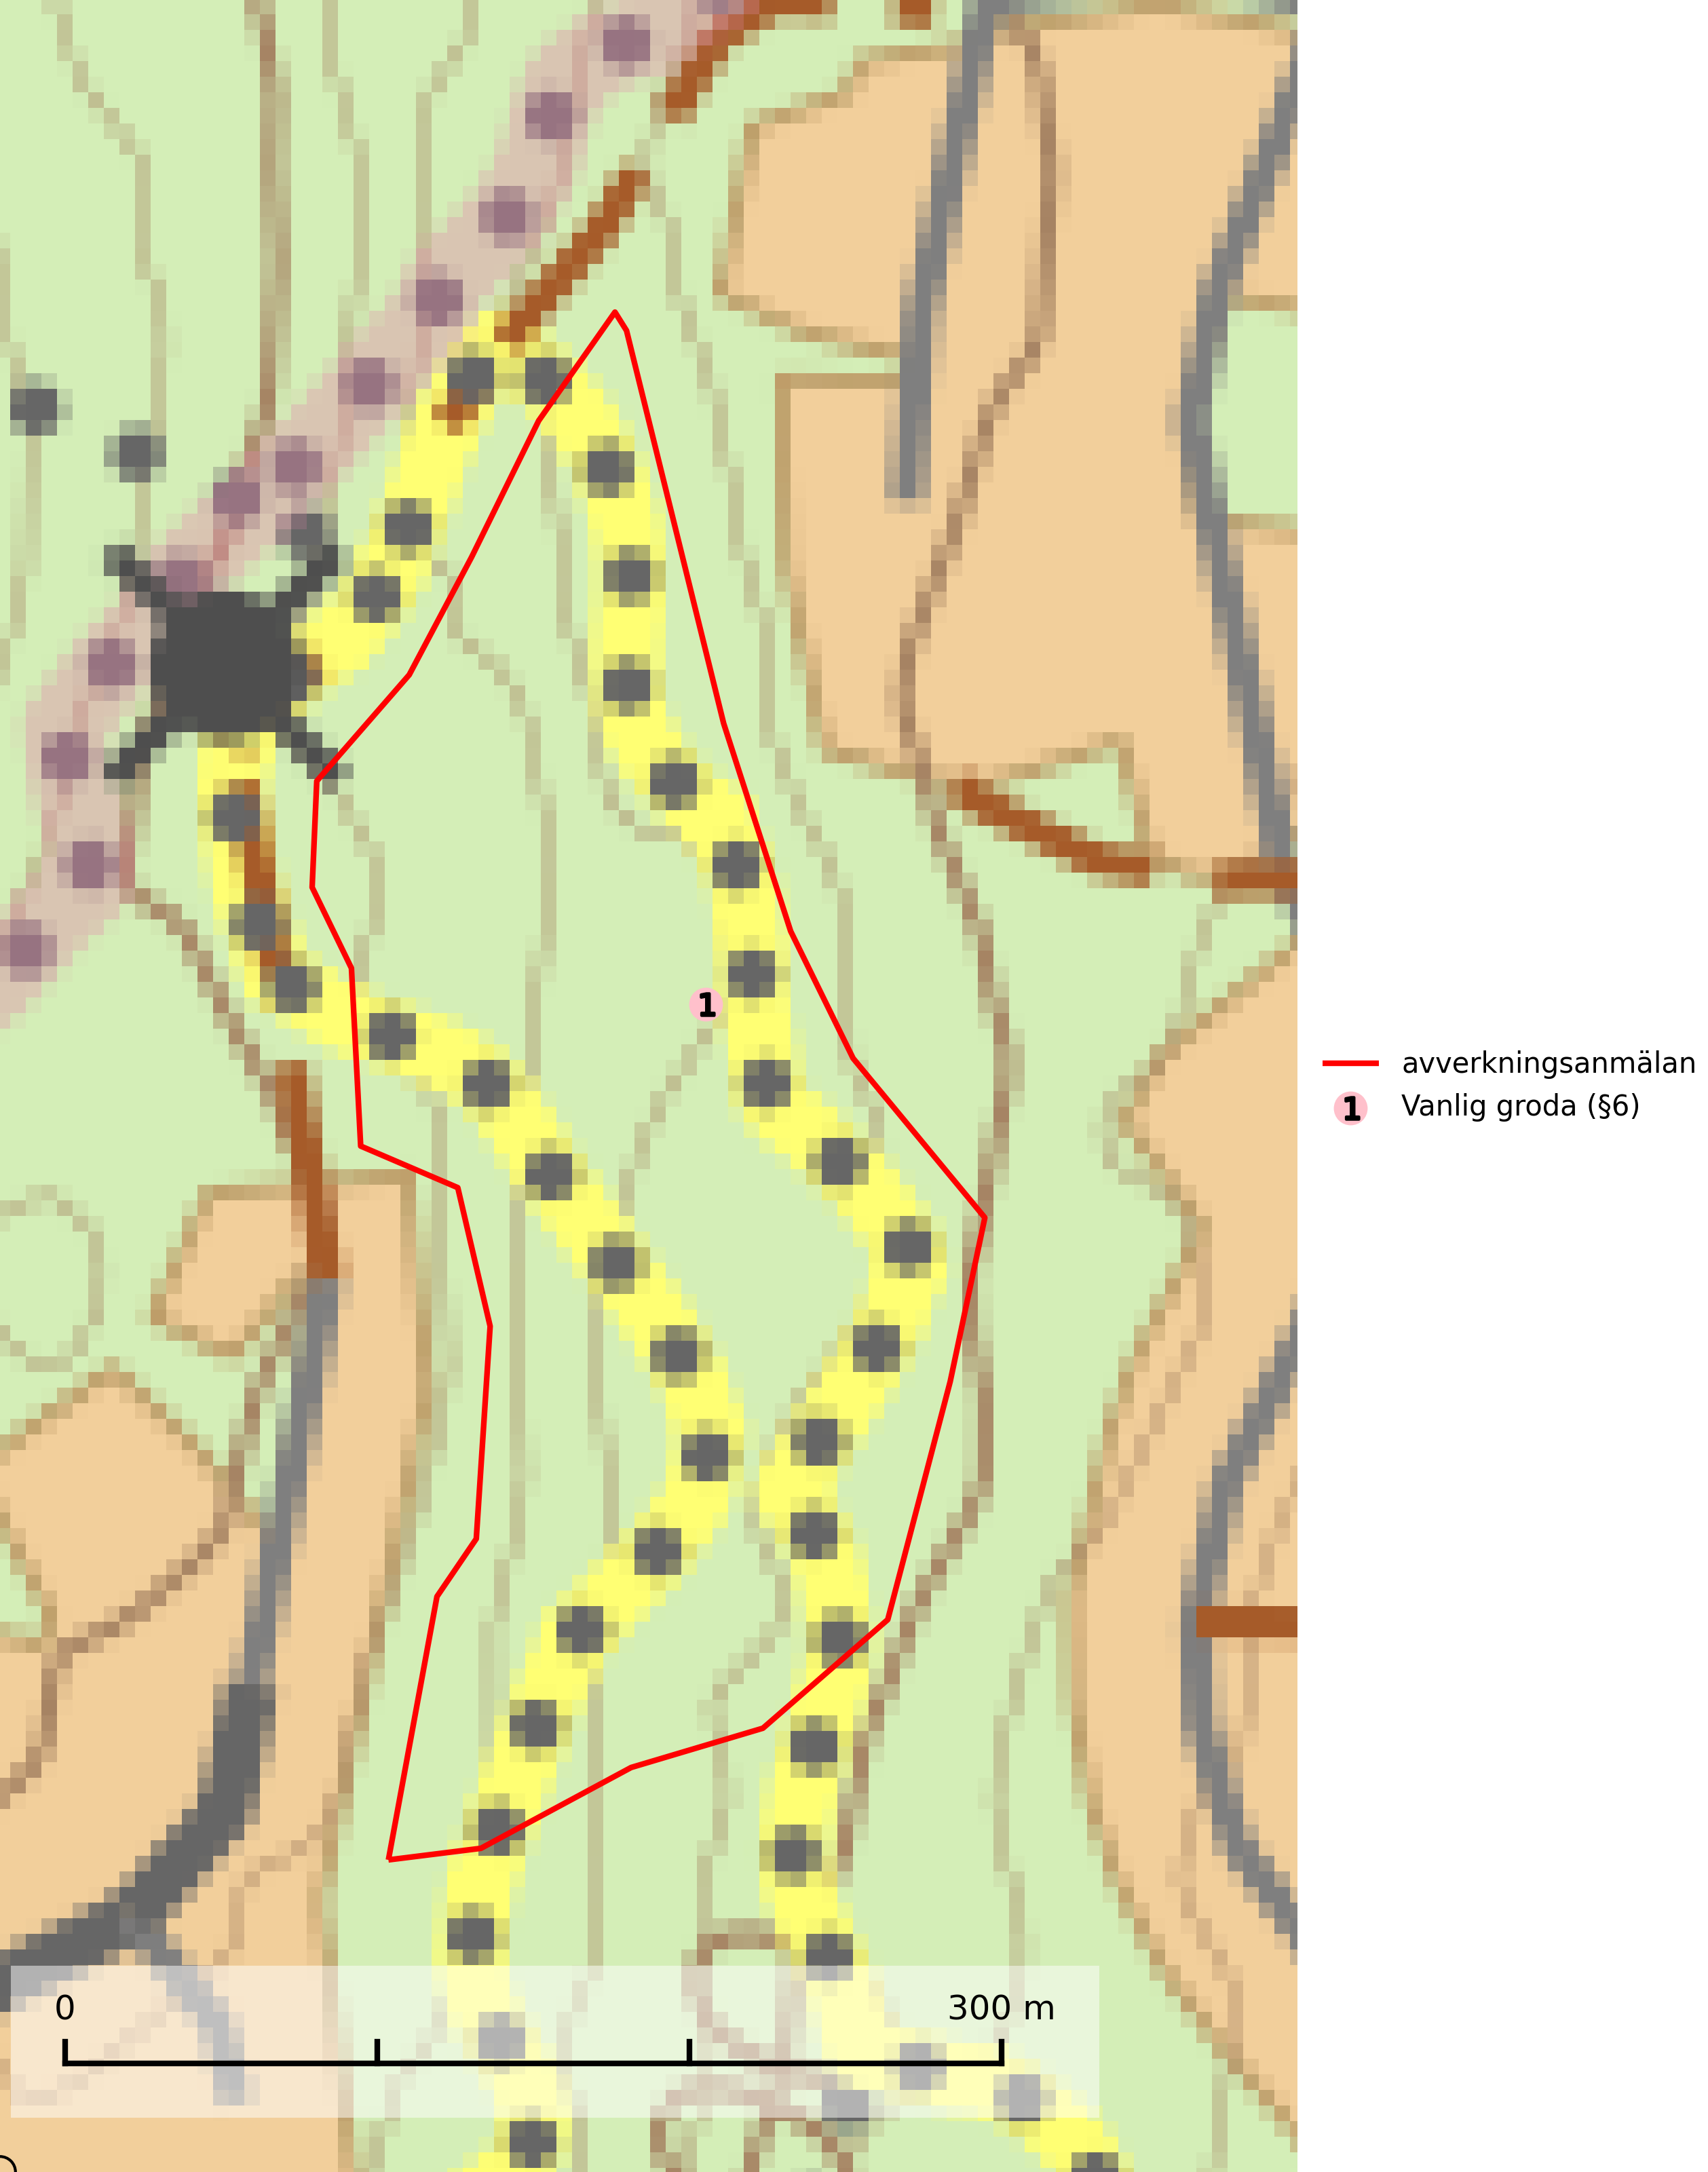 1
avverkningsanmälan
1 Vanlig groda (§6)
0 300 m